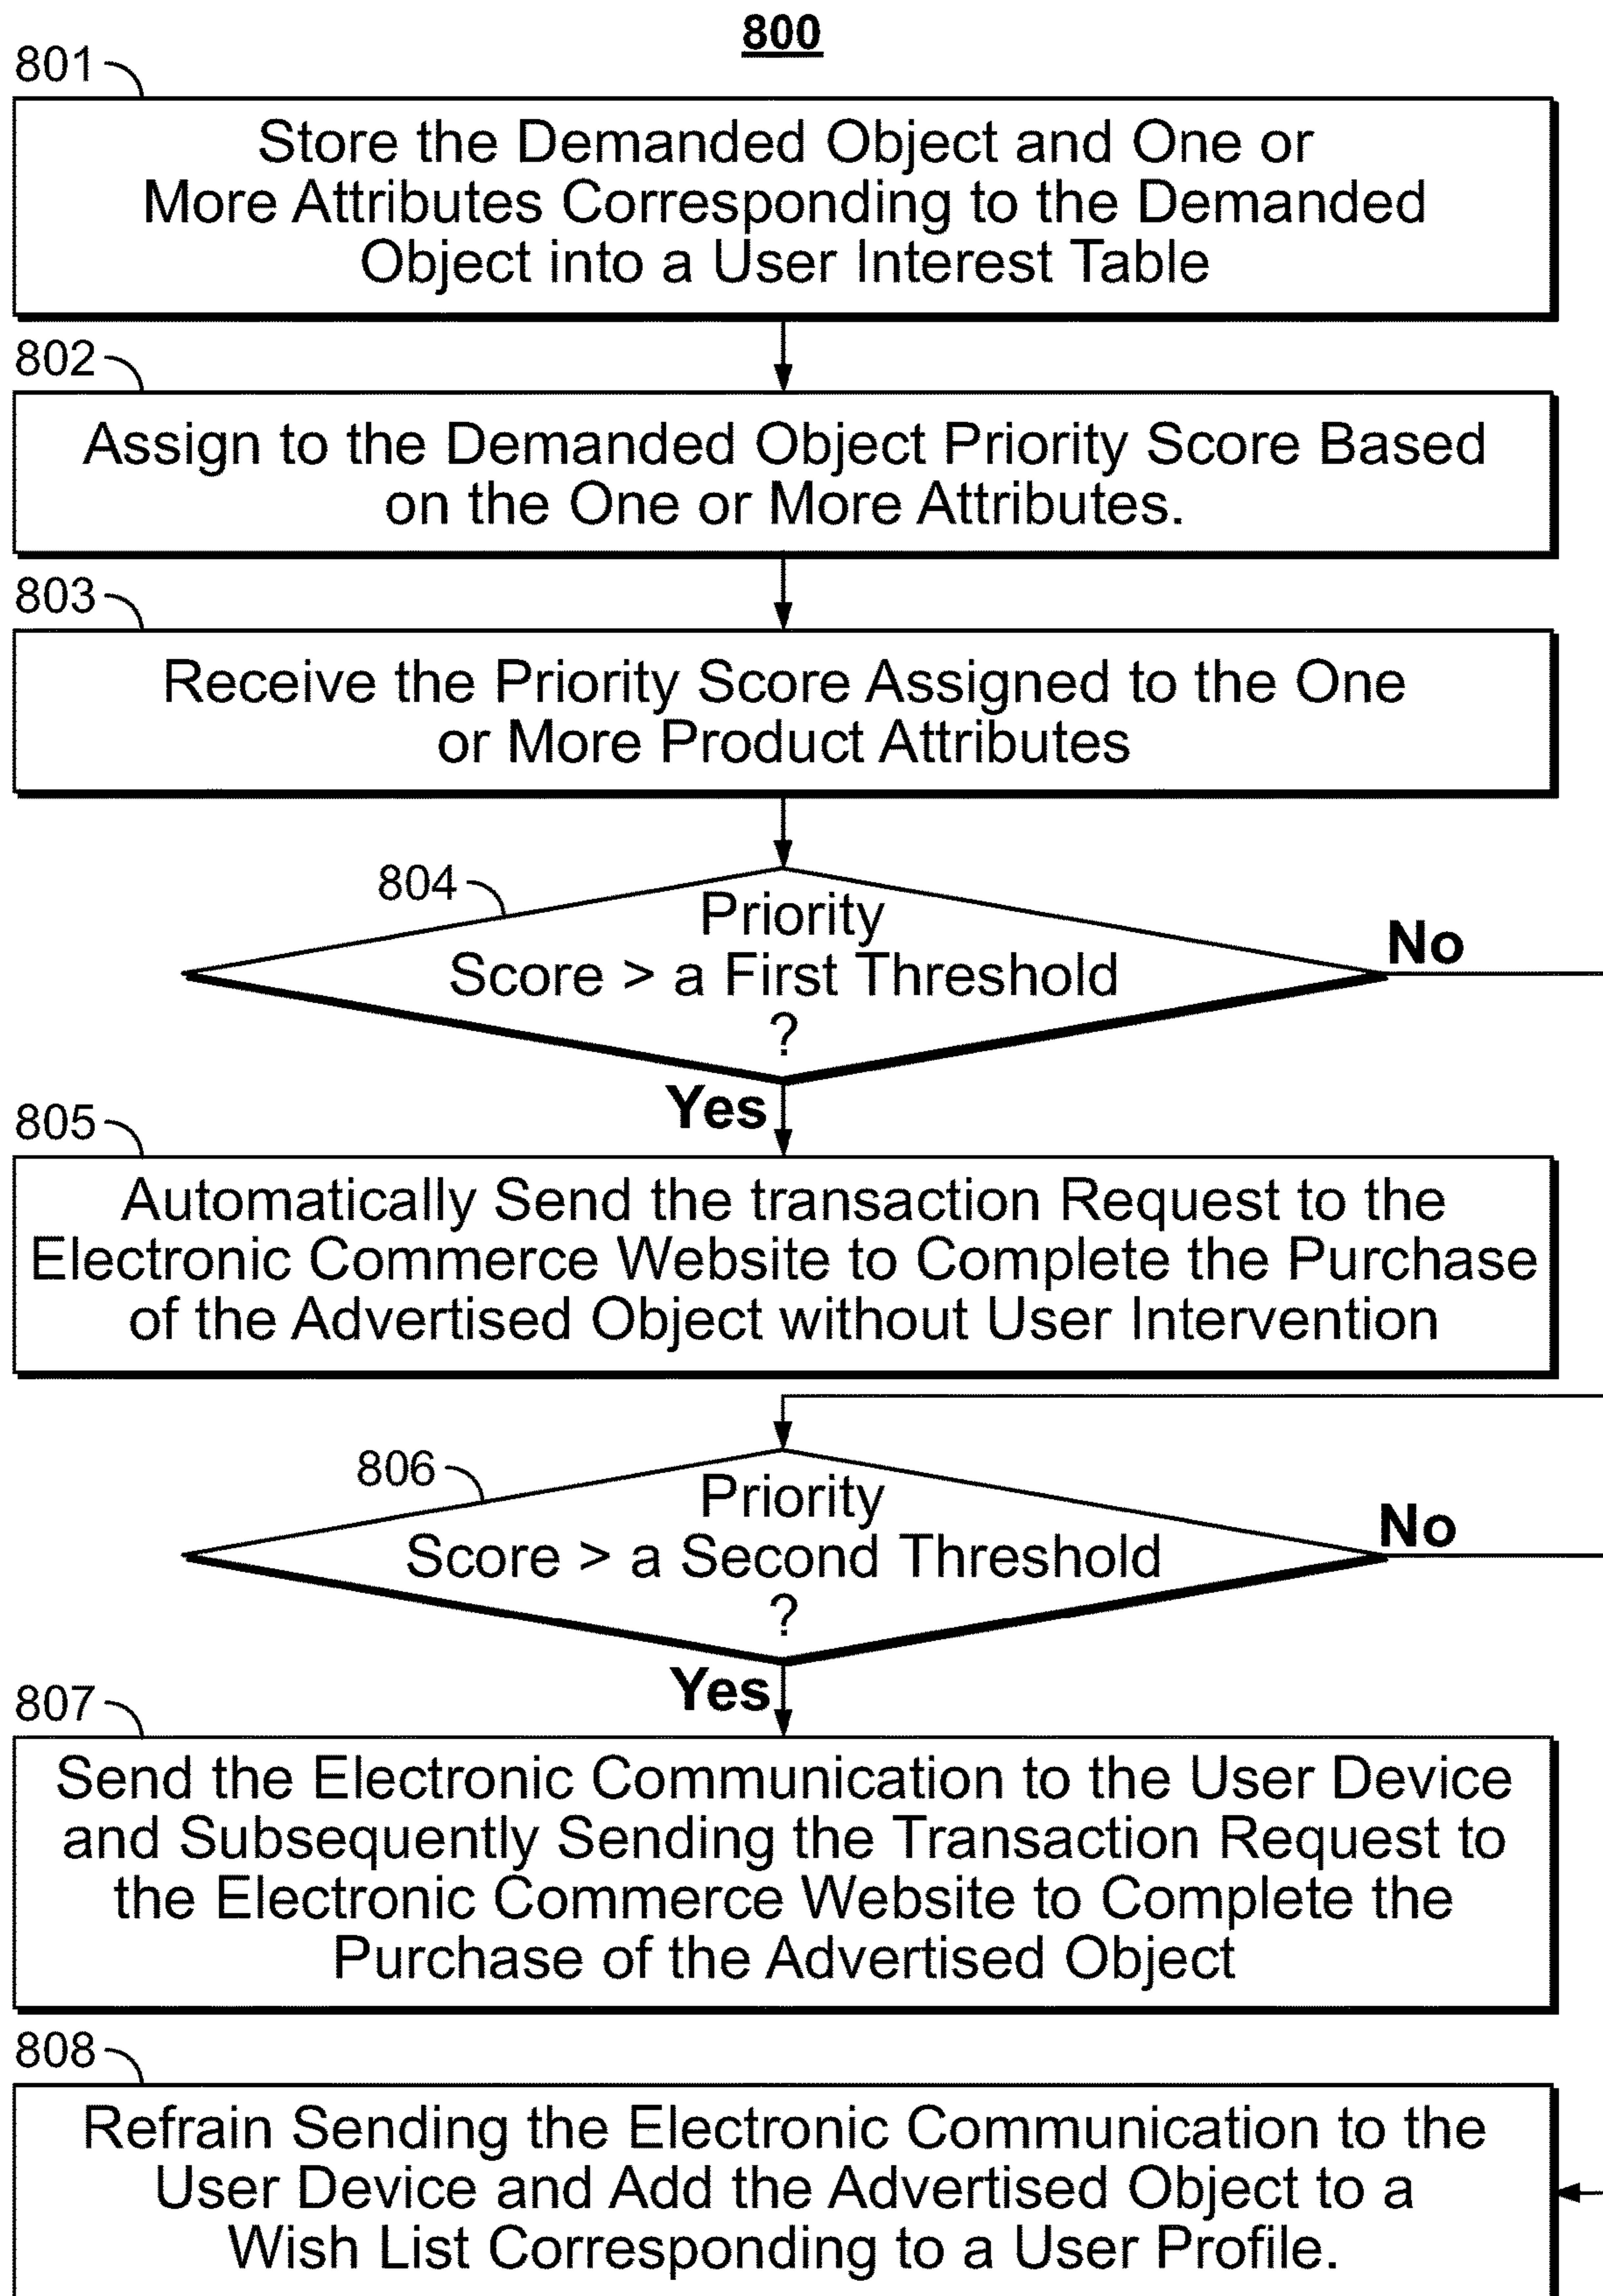 800
801
Store the Demanded Object and One or
More Attributes Corresponding to the Demanded
Object into a User Interest Table
802
Assign to the Demanded Object Priority Score Based
on the One or More Attributes.
803
Receive the Priority Score Assigned to the One
or More Product Attributes
804
Priority
Score > a First Threshold
?
No
Yes
805
Automatically Send the transaction Request to the
Electronic Commerce Website to Complete the Purchase
of the Advertised Object without User Intervention
806
Priority
Score > a Second Threshold
?
No
Yes
807
Send the Electronic Communication to the User Device
and Subsequently Sending the Transaction Request to
the Electronic Commerce Website to Complete the
Purchase of the Advertised Object
808
Refrain Sending the Electronic Communication to the
User Device and Add the Advertised Object to a
Wish List Corresponding to a User Profile.